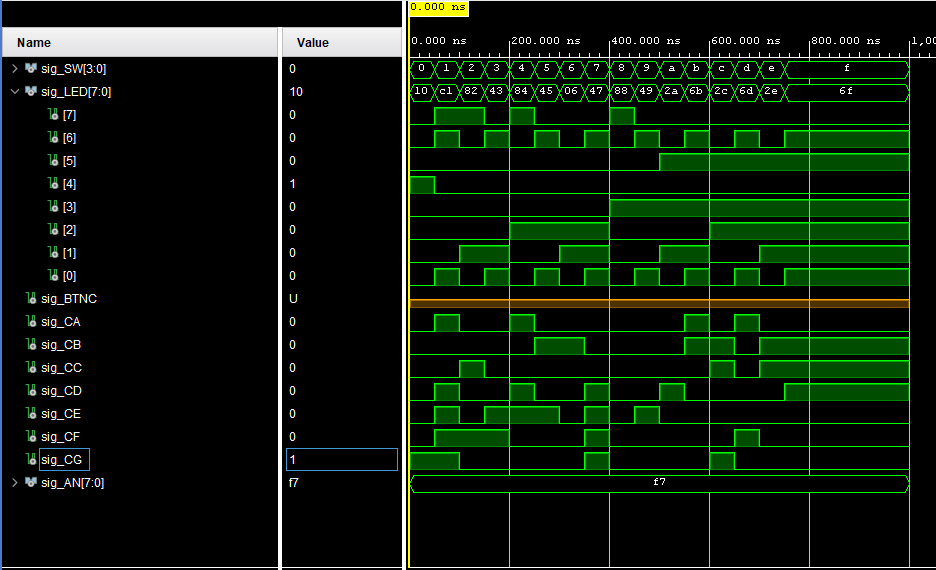 0.000 ns
Name Value
0.000 ns 200.000 ns 400.000 ns 600.000 ns 800.000 ns 1,00
sig_SW[3:0] 0 0 1 2 3 4 5 6 7 8 9 a b c d e f
sig_LED[7:0] 10 10 c1 82 43 84 45 06 47 88 49 2a 6b 2c 6d 2e 6f
[7] 0
[6] 0
[5] 0
[4] 1
[3] 0
[2] 0
[1] 0
[0] 0
sig_BTNC U
sig_CA 0
sig_CB 0
sig_CC 0
sig_CD 0
sig_CE 0
sig_CF 0
sig_CG 1
sig_AN[7:0] f7 f7